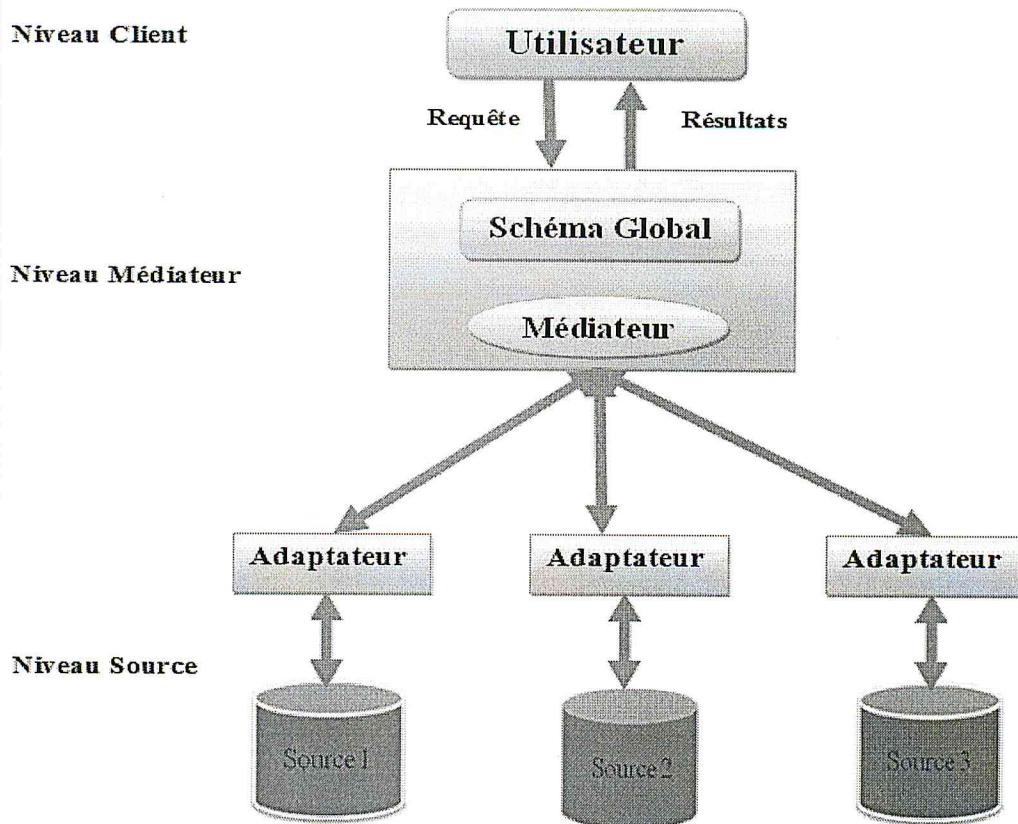 Niveau Client
Utilisateur
Requête
Résultats
Schéma Global
Niveau Médiateur
Médiateur
Adaptateur
Adaptateur
Adaptateur
Niveau Source
Source 1
Source 2
Source 3